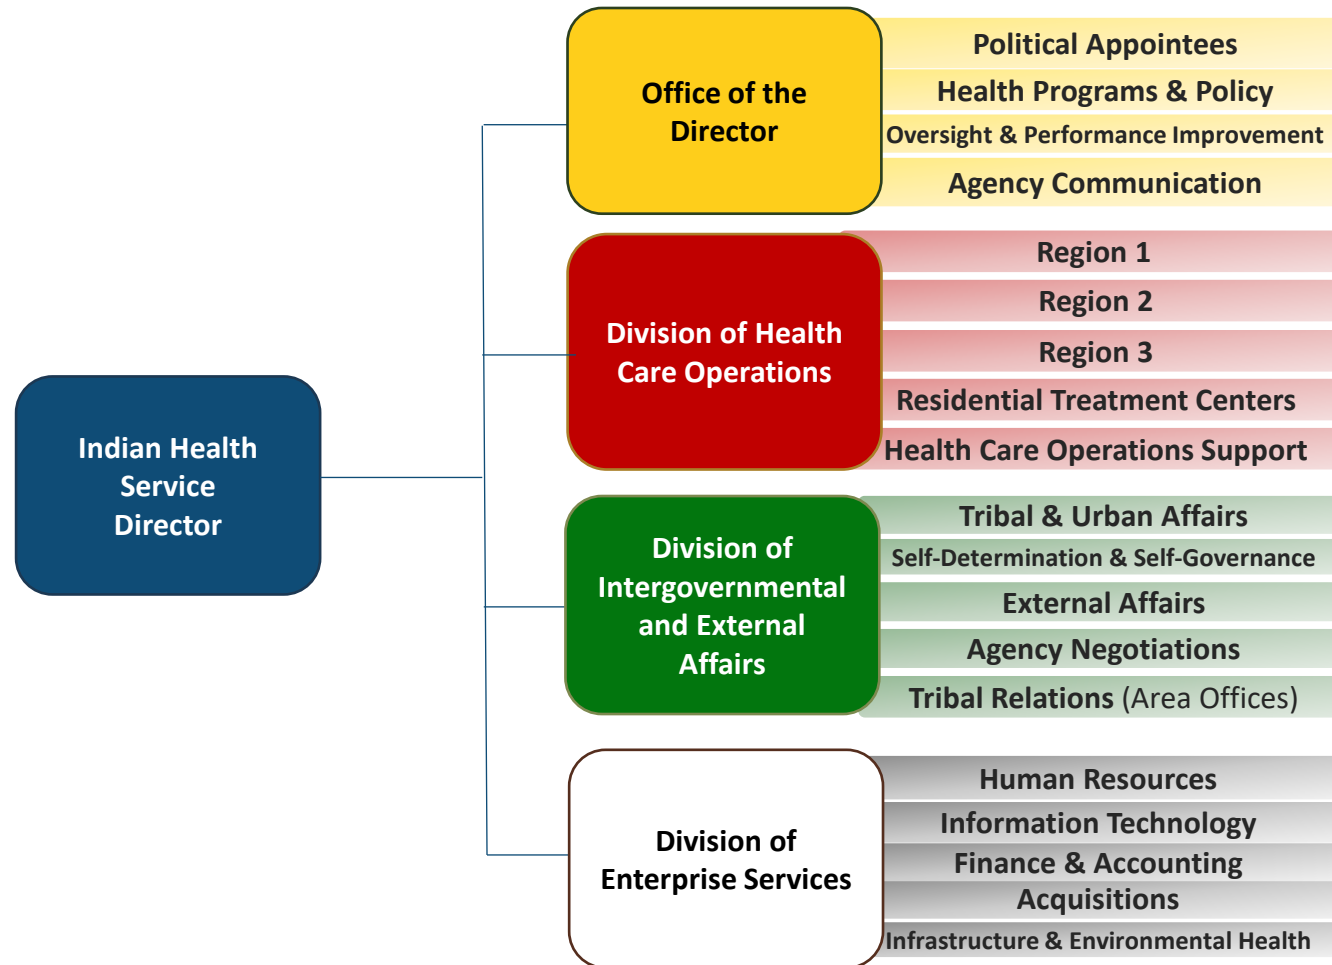 Indian Health
Service
Director
Office of the
Director
Political Appointees
Health Programs & Policy
Oversight & Performance Improvement
Agency Communication
Division of Health
Care Operations
Region 1
Region 2
Region 3
Residential Treatment Centers
Health Care Operations Support
Division of
Intergovernmental
and External
Affairs
Tribal & Urban Affairs
Self-Determination & Self-Governance
External Affairs
Agency Negotiations
Tribal Relations (Area Offices)
Division of
Enterprise Services
Human Resources
Information Technology
Finance & Accounting
Acquisitions
Infrastructure & Environmental Health